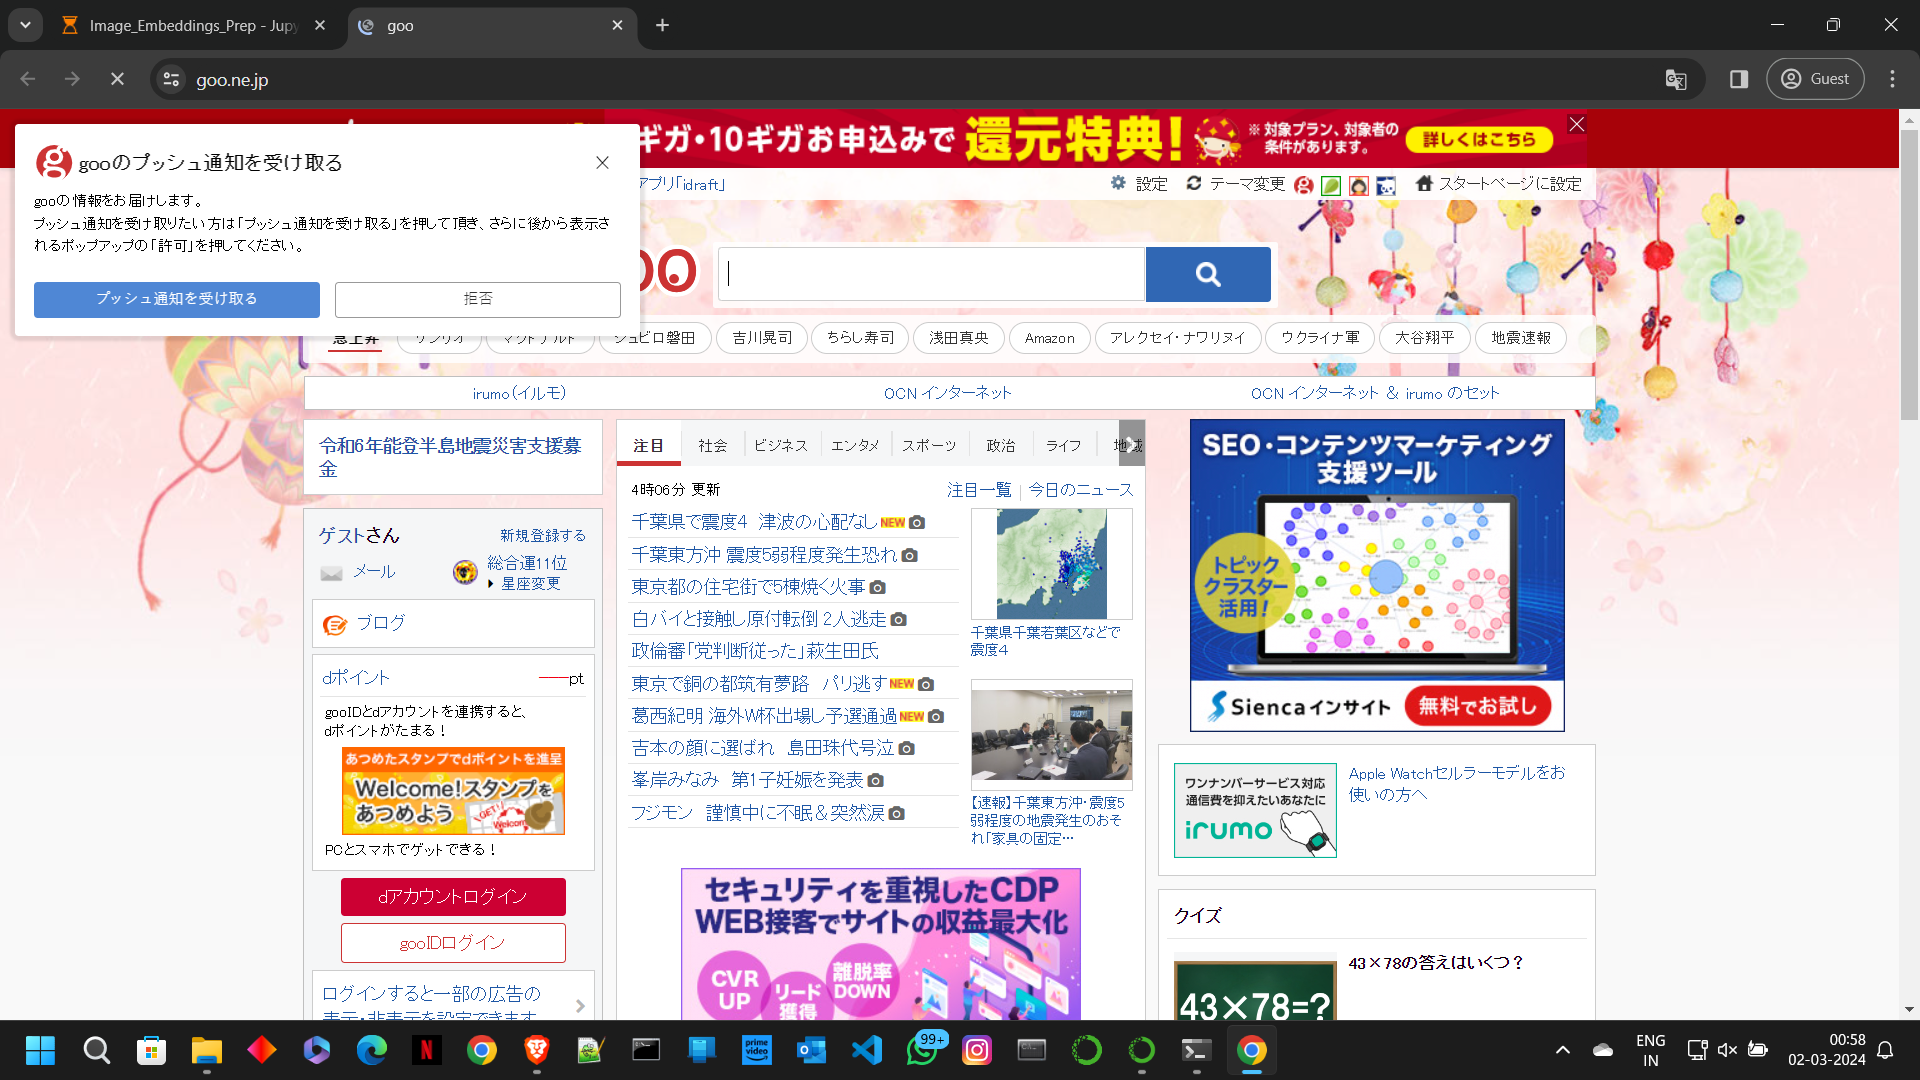 Image_Embeddings_Prep - Jupy
goo
goo.ne.jp
Guest
ギガ・10ギガお申込みで 還元特典!
※対象プラン、対象者の
条件があります。
詳しくはこちら
gooのプッシュ通知を受け取る
gooの情報をお届けします。
プッシュ通知を受け取りたい方は「プッシュ通知を受け取る」を押して頂き、さらに後から表示さ
れるポップアップの「許可」を押してください。
プッシュ通知を受け取る
拒否
アプリ「idraft」
設定
テーマ変更
スタートページに設定
急上昇
サンリオ
マクドナルド
ジュビロ磐田
吉川晃司
ちらし寿司
浅田真央
Amazon
アレクセイ・ナワリヌイ
ウクライナ軍
大谷翔平
地震速報
irumo（イルモ）
OCN インターネット
OCN インターネット ＆ irumo のセット
令和6年能登半島地震災害支援募
金
ゲストさん
新規登録する
メール
総合運11位
星座変更
ブログ
dポイント
──pt
gooIDとdアカウントを連携すると、
dポイントがたまる！
あつめたスタンプでdポイントを進呈
Welcome!スタンプを
あつめよう
GET!
Welcome
PCとスマホでゲットできる！
dアカウントログイン
gooIDログイン
ログインすると一部の広告の
表示・非表示を設定できます
注目
社会
ビジネス
エンタメ
スポーツ
政治
ライフ
地域
4時06分 更新
注目一覧
今日のニュース
千葉県で震度4　津波の心配なし NEW
千葉東方沖 震度5弱程度発生恐れ
東京都の住宅街で5棟焼く火事
白バイと接触し原付転倒 2人逃走
政倫審「党判断従った」萩生田氏
東京で銅の都筑有夢路　パリ逃す NEW
葛西紀明 海外W杯出場し予選通過 NEW
吉本の顔に選ばれ　島田珠代号泣
峯岸みなみ　第1子妊娠を発表
フジモン　謹慎中に不眠＆突然涙
千葉県千葉若葉区などで
震度4
【速報】千葉東方沖・震度5
弱程度の地震発生のおそ
れ「家具の固定…
セキュリティを重視したCDP
WEB接客でサイトの収益最大化
CVR
UP
リード
獲得
離脱率
DOWN
SEO・コンテンツマーケティング
支援ツール
トピック
クラスター
活用！
Siencaインサイト
無料でお試し
ワンナンバーサービス対応
通信費を抑えたいあなたに
irumo
Apple Watchセルラーモデルをお
使いの方へ
クイズ
43×78の答えはいくつ？
43×78=?
prime
video
99+
ENG
IN
00:58
02-03-2024